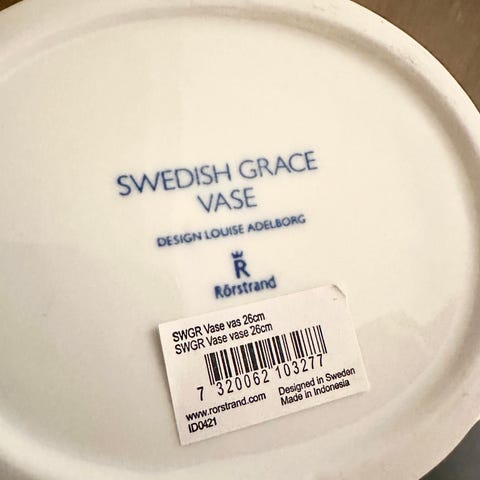 SWEDISH GRACE
VASE
DESIGN LOUISE ADELBORG
R
Rörstrand
SWGR Vase vas 26cm
SWGR Vase vase 26cm
7 320062 103277
www.rorstrand.com Designed in Sweden
ID0421 Made in Indonesia